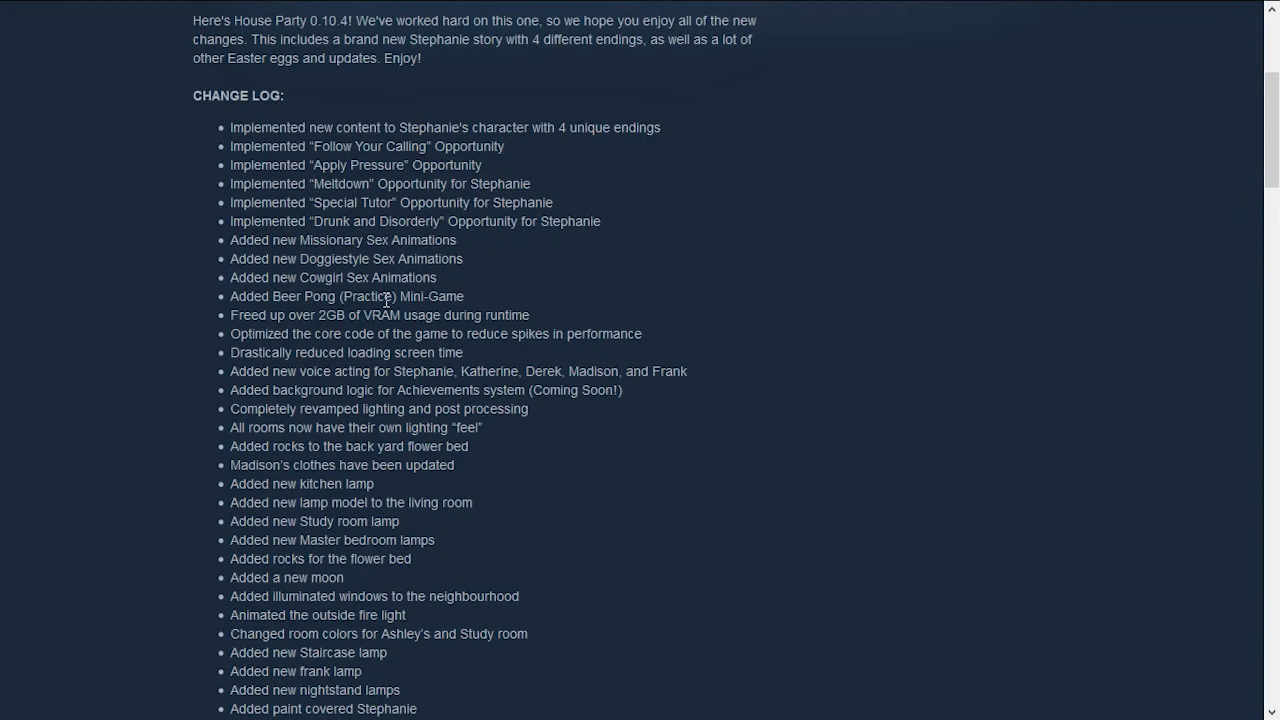 Here's House Party 0.10.4! We've worked hard on this one, so we hope you enjoy all of the new
changes. This includes a brand new Stephanie story with 4 different endings, as well as a lot of
other Easter eggs and updates. Enjoy!
CHANGE LOG:
Implemented new content to Stephanie's character with 4 unique endings
Implemented “Follow Your Calling” Opportunity
Implemented “Apply Pressure” Opportunity
Implemented “Meltdown” Opportunity for Stephanie
Implemented “Special Tutor” Opportunity for Stephanie
Implemented “Drunk and Disorderly” Opportunity for Stephanie
Added new Missionary Sex Animations
Added new Doggiestyle Sex Animations
Added new Cowgirl Sex Animations
Added Beer Pong (Practice) Mini-Game
Freed up over 2GB of VRAM usage during runtime
Optimized the core code of the game to reduce spikes in performance
Drastically reduced loading screen time
Added new voice acting for Stephanie, Katherine, Derek, Madison, and Frank
Added background logic for Achievements system (Coming Soon!)
Completely revamped lighting and post processing
All rooms now have their own lighting “feel”
Added rocks to the back yard flower bed
Madison’s clothes have been updated
Added new kitchen lamp
Added new lamp model to the living room
Added new Study room lamp
Added new Master bedroom lamps
Added rocks for the flower bed
Added a new moon
Added illuminated windows to the neighbourhood
Animated the outside fire light
Changed room colors for Ashley’s and Study room
Added new Staircase lamp
Added new frank lamp
Added new nightstand lamps
Added paint covered Stephanie